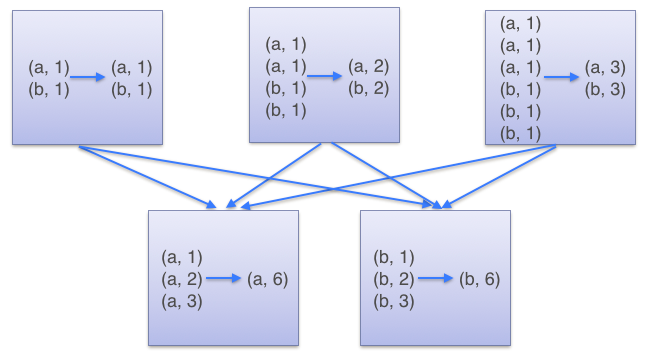 (a, 1) (a, 1)
(b, 1) (b, 1)
(a, 1)
(a, 1) (a, 2)
(b, 1) (b, 2)
(b, 1)
(a, 1)
(a, 1)
(a, 1) (a, 3)
(b, 1) (b, 3)
(b, 1)
(b, 1)
(a, 1)
(a, 2) (a, 6)
(a, 3)
(b, 1)
(b, 2) (b, 6)
(b, 3)